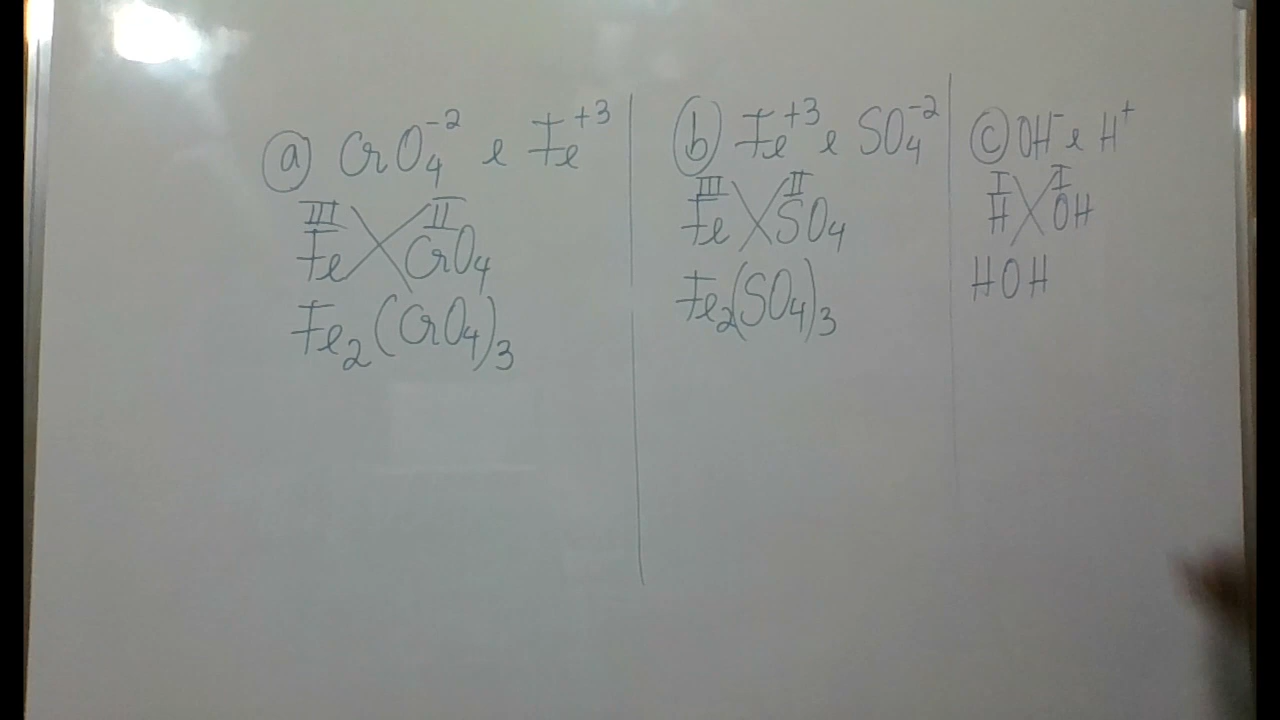 a) CrO₄⁻² e Fe⁺³
III II
Fe CrO₄
Fe₂(CrO₄)₃
b) Fe⁺³ e SO₄⁻²
III II
Fe SO₄
Fe₂(SO₄)₃
c) OH⁻ e H⁺
I I
H OH
HOH